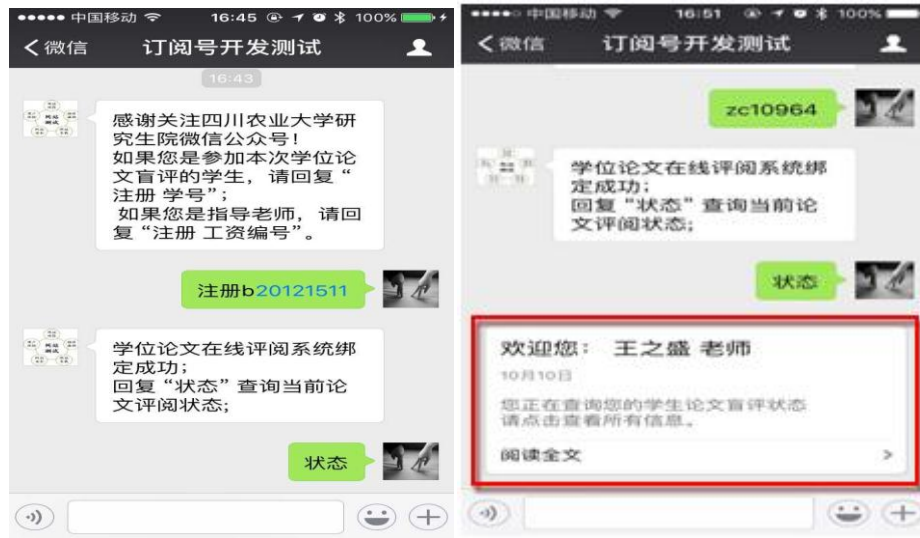 中国移动 16:45 100%
微信 订阅号开发测试
16:43
感谢关注四川农业大学研
究生院微信公众号!
如果您是参加本次学位论
文盲评的学生,请回复“
注册 学号”;
如果您是指导老师,请回
复“注册 工资编号”。
注册b20121511
学位论文在线评阅系统绑
定成功;
回复“状态”查询当前论
文评阅状态;
状态
中国移动 16:51 100%
微信 订阅号开发测试
zc10964
学位论文在线评阅系统绑
定成功;
回复“状态”查询当前论
文评阅状态;
状态
欢迎您: 王之盛 老师
10月10日
您正在查询您的学生论文盲评状态
请点击查看所有信息。
阅读全文